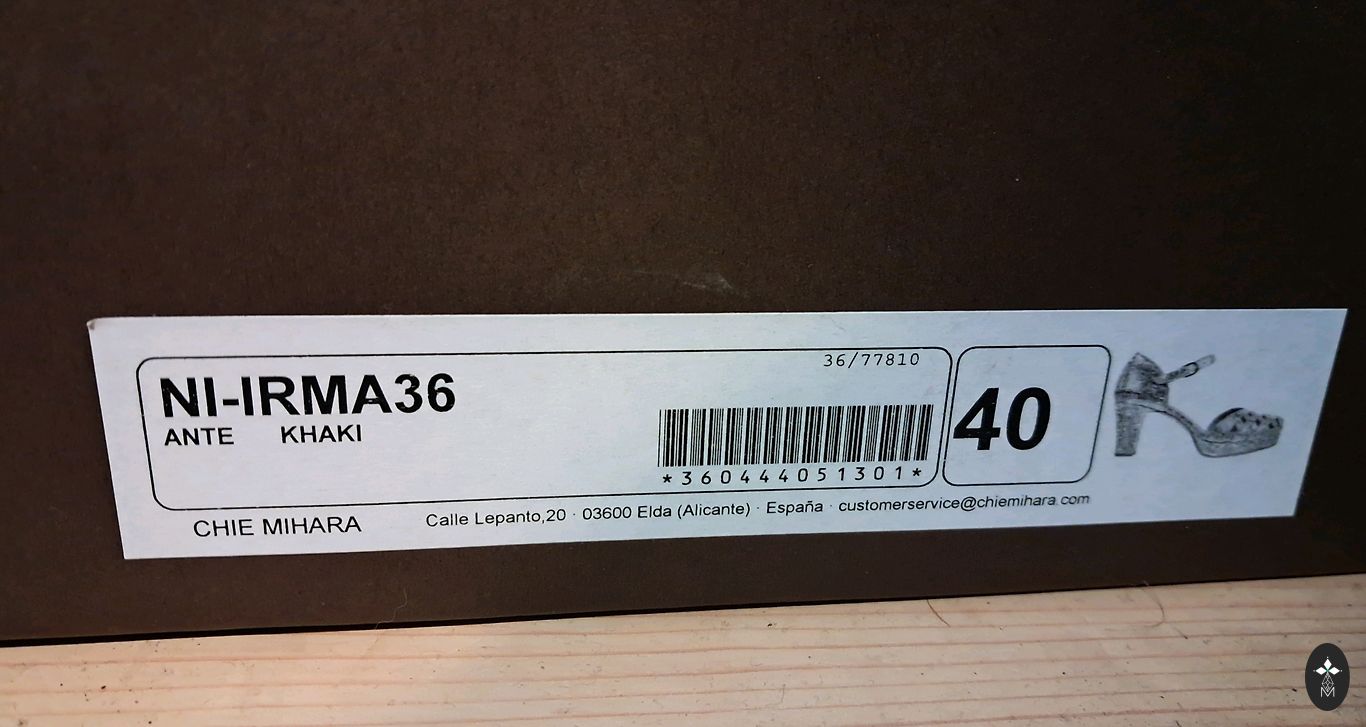 36/77810
NI-IRMA36
ANTE KHAKI
*360444051301*
40
CHIE MIHARA
Calle Lepanto,20 · 03600 Elda (Alicante) · España · customerservice@chiemihara.com
M